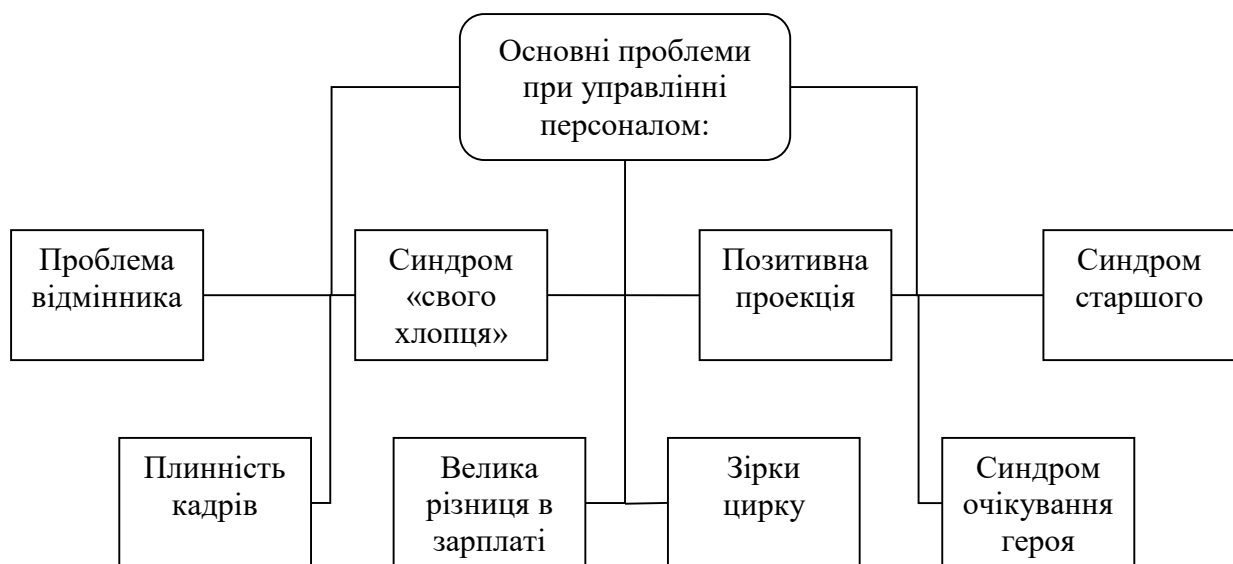 Основні проблеми
при управлінні
персоналом:
Проблема
відмінника
Синдром
«свого
хлопця»
Позитивна
проекція
Синдром
старшого
Плинність
кадрів
Велика
різниця в
зарплаті
Зірки
цирку
Синдром
очікування
героя